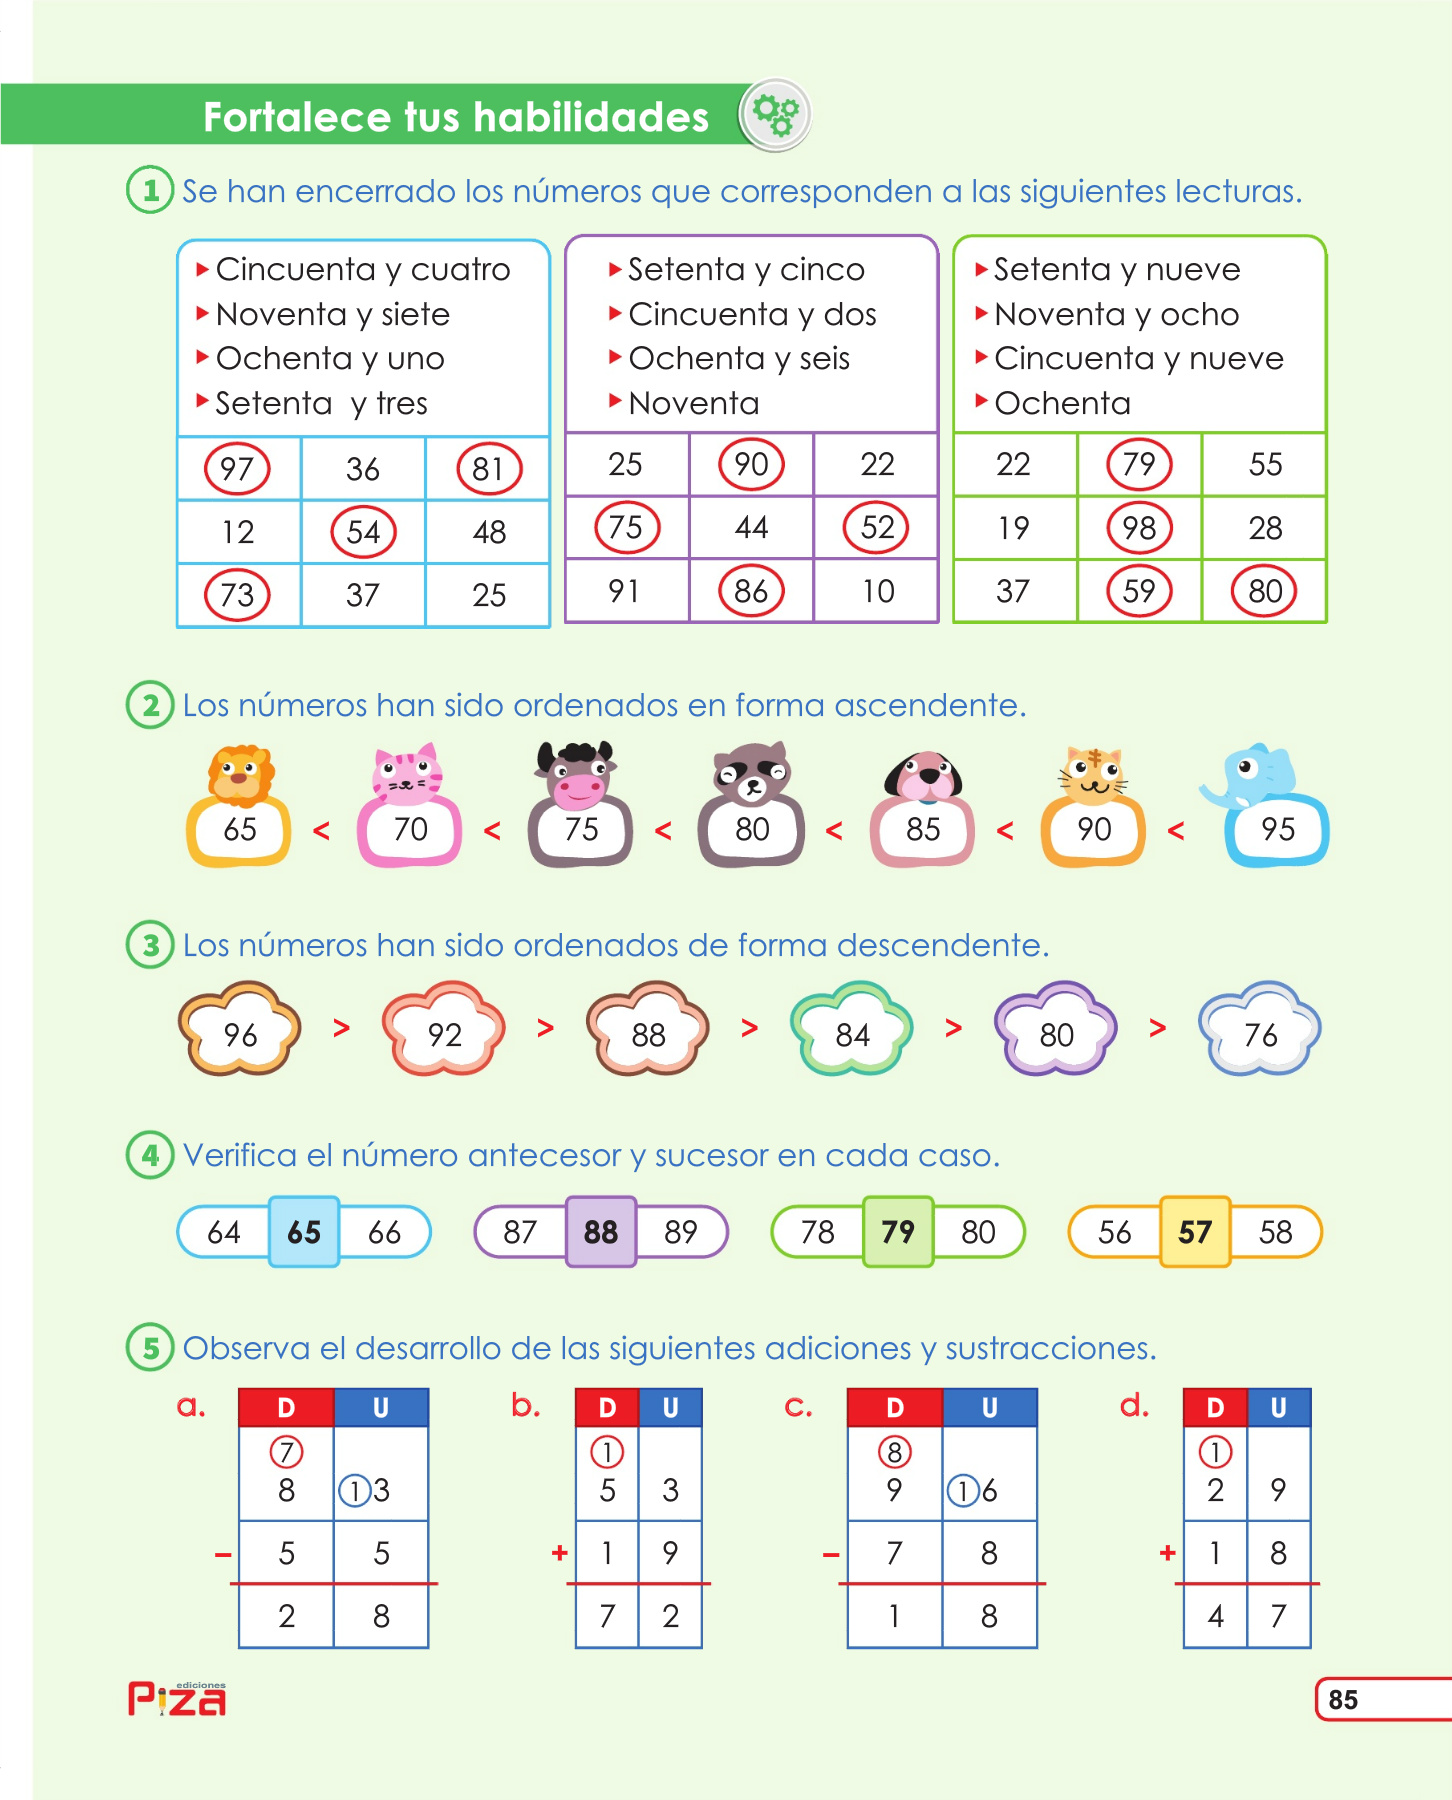 Fortalece tus habilidades
1 Se han encerrado los números que corresponden a las siguientes lecturas.
Cincuenta y cuatro
Noventa y siete
Ochenta y uno
Setenta y tres
97 36 81
12 54 48
73 37 25
Setenta y cinco
Cincuenta y dos
Ochenta y seis
Noventa
25 90 22
75 44 52
91 86 10
Setenta y nueve
Noventa y ocho
Cincuenta y nueve
Ochenta
22 79 55
19 98 28
37 59 80
2 Los números han sido ordenados en forma ascendente.
65 < 70 < 75 < 80 < 85 < 90 < 95
3 Los números han sido ordenados de forma descendente.
96 > 92 > 88 > 84 > 80 > 76
4 Verifica el número antecesor y sucesor en cada caso.
64 65 66 87 88 89 78 79 80 56 57 58
5 Observa el desarrollo de las siguientes adiciones y sustracciones.
a. D U
7
8 1 3
– 5 5
2 8
b. D U
1
5 3
+ 1 9
7 2
c. D U
8
9 1 6
– 7 8
1 8
d. D U
1
2 9
+ 1 8
4 7
ediciones
Piza
85